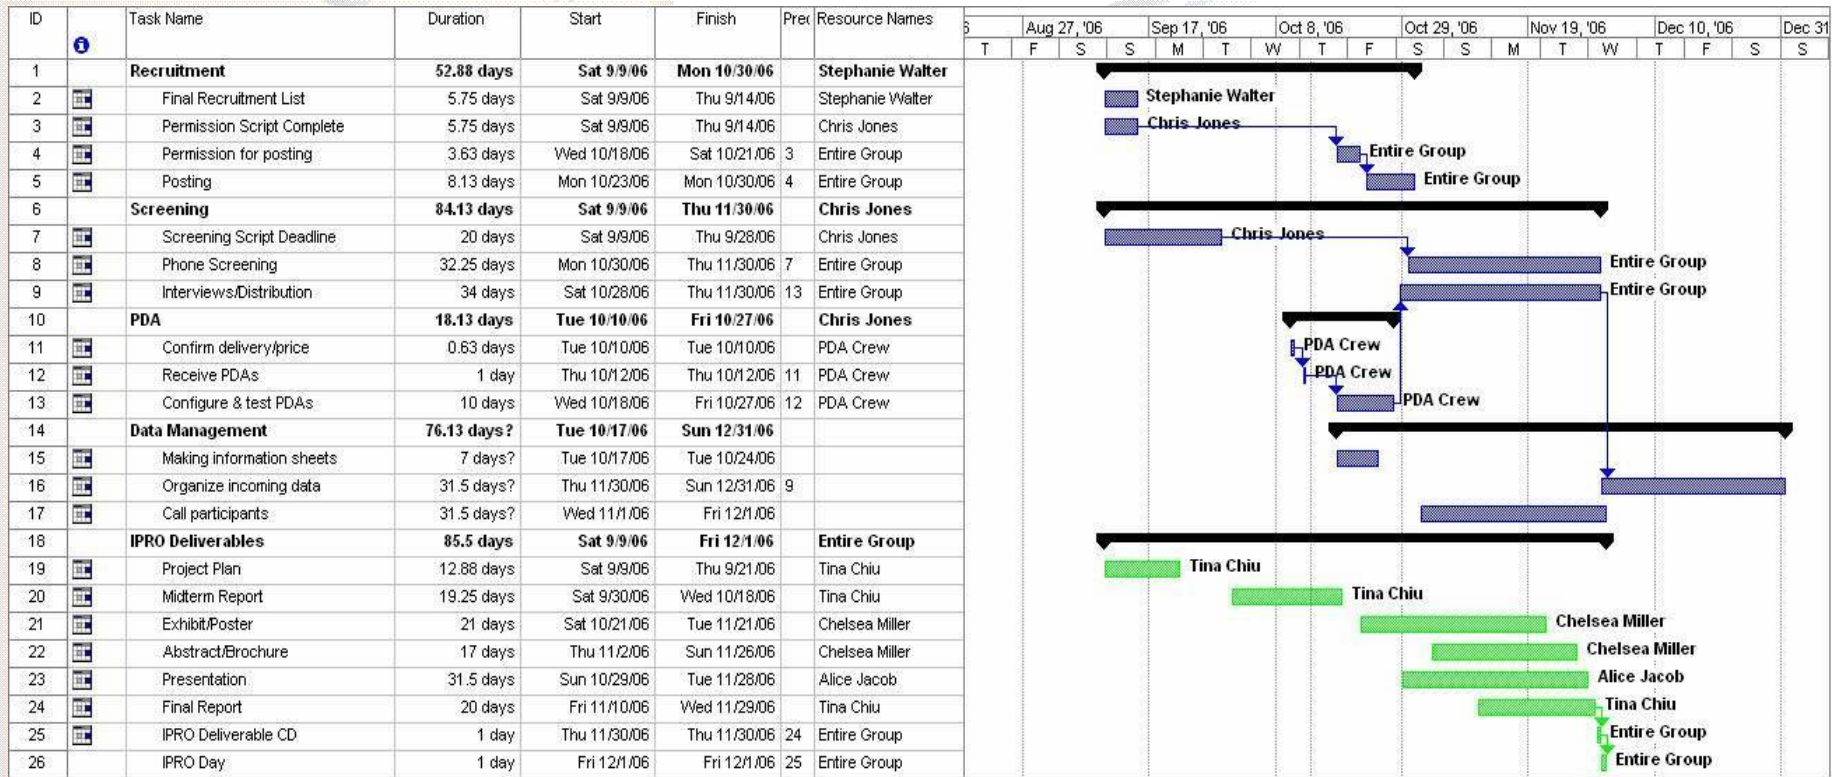 ID Task Name Duration Start Finish Prec Resource Names
6 Aug 27, '06 Sep 17, '06 Oct 8, '06 Oct 29, '06 Nov 19, '06 Dec 10, '06 Dec 31
T F S S M T W T F S S M T W T F S S
1 Recruitment 52.88 days Sat 9/9/06 Mon 10/30/06 Stephanie Walter
2 Final Recruitment List 5.75 days Sat 9/9/06 Thu 9/14/06 Stephanie Walter Stephanie Walter
3 Permission Script Complete 5.75 days Sat 9/9/06 Thu 9/14/06 Chris Jones Chris Jones
4 Permission for posting 3.63 days Wed 10/18/06 Sat 10/21/06 3 Entire Group Entire Group
5 Posting 8.13 days Mon 10/23/06 Mon 10/30/06 4 Entire Group Entire Group
6 Screening 84.13 days Sat 9/9/06 Thu 11/30/06 Chris Jones
7 Screening Script Deadline 20 days Sat 9/9/06 Thu 9/28/06 Chris Jones Chris Jones
8 Phone Screening 32.25 days Mon 10/30/06 Thu 11/30/06 7 Entire Group Entire Group
9 Interviews/Distribution 34 days Sat 10/28/06 Thu 11/30/06 13 Entire Group Entire Group
10 PDA 18.13 days Tue 10/10/06 Fri 10/27/06 Chris Jones
11 Confirm delivery/price 0.63 days Tue 10/10/06 Tue 10/10/06 PDA Crew PDA Crew
12 Receive PDAs 1 day Thu 10/12/06 Thu 10/12/06 11 PDA Crew PDA Crew
13 Configure & test PDAs 10 days Wed 10/18/06 Fri 10/27/06 12 PDA Crew PDA Crew
14 Data Management 76.13 days? Tue 10/17/06 Sun 12/31/06
15 Making information sheets 7 days? Tue 10/17/06 Tue 10/24/06
16 Organize incoming data 31.5 days? Thu 11/30/06 Sun 12/31/06 9
17 Call participants 31.5 days? Wed 11/1/06 Fri 12/1/06
18 IPRO Deliverables 85.5 days Sat 9/9/06 Fri 12/1/06 Entire Group
19 Project Plan 12.88 days Sat 9/9/06 Thu 9/21/06 Tina Chiu Tina Chiu
20 Midterm Report 19.25 days Sat 9/30/06 Wed 10/18/06 Tina Chiu Tina Chiu
21 Exhibit/Poster 21 days Sat 10/21/06 Tue 11/21/06 Chelsea Miller Chelsea Miller
22 Abstract/Brochure 17 days Thu 11/2/06 Sun 11/26/06 Chelsea Miller Chelsea Miller
23 Presentation 31.5 days Sun 10/29/06 Tue 11/28/06 Alice Jacob Alice Jacob
24 Final Report 20 days Fri 11/10/06 Wed 11/29/06 Tina Chiu Tina Chiu
25 IPRO Deliverable CD 1 day Thu 11/30/06 Thu 11/30/06 24 Entire Group Entire Group
26 IPRO Day 1 day Fri 12/1/06 Fri 12/1/06 25 Entire Group Entire Group